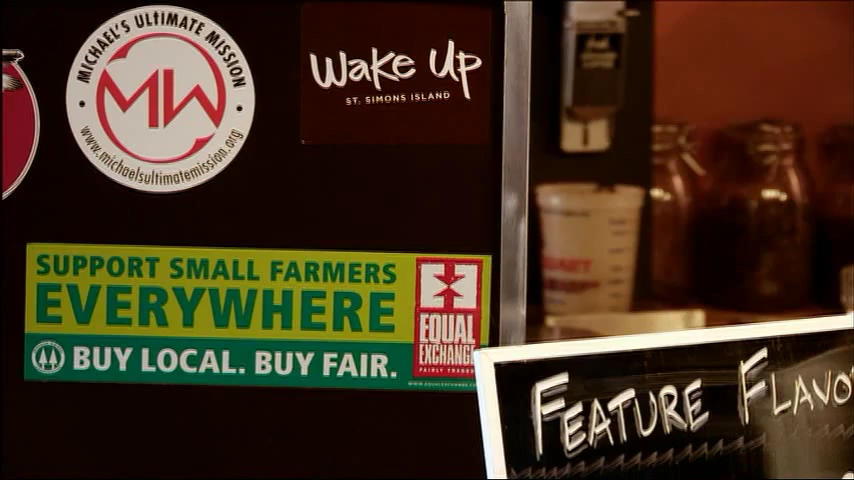 MICHAEL'S ULTIMATE MISSION
MW
www.michaelsultimatemission.org
Wake Up
ST. SIMONS ISLAND
SUPPORT SMALL FARMERS
EVERYWHERE
BUY LOCAL. BUY FAIR.
EQUAL
EXCHANGE
FAIRLY TRADED
FEATURE FLAVO